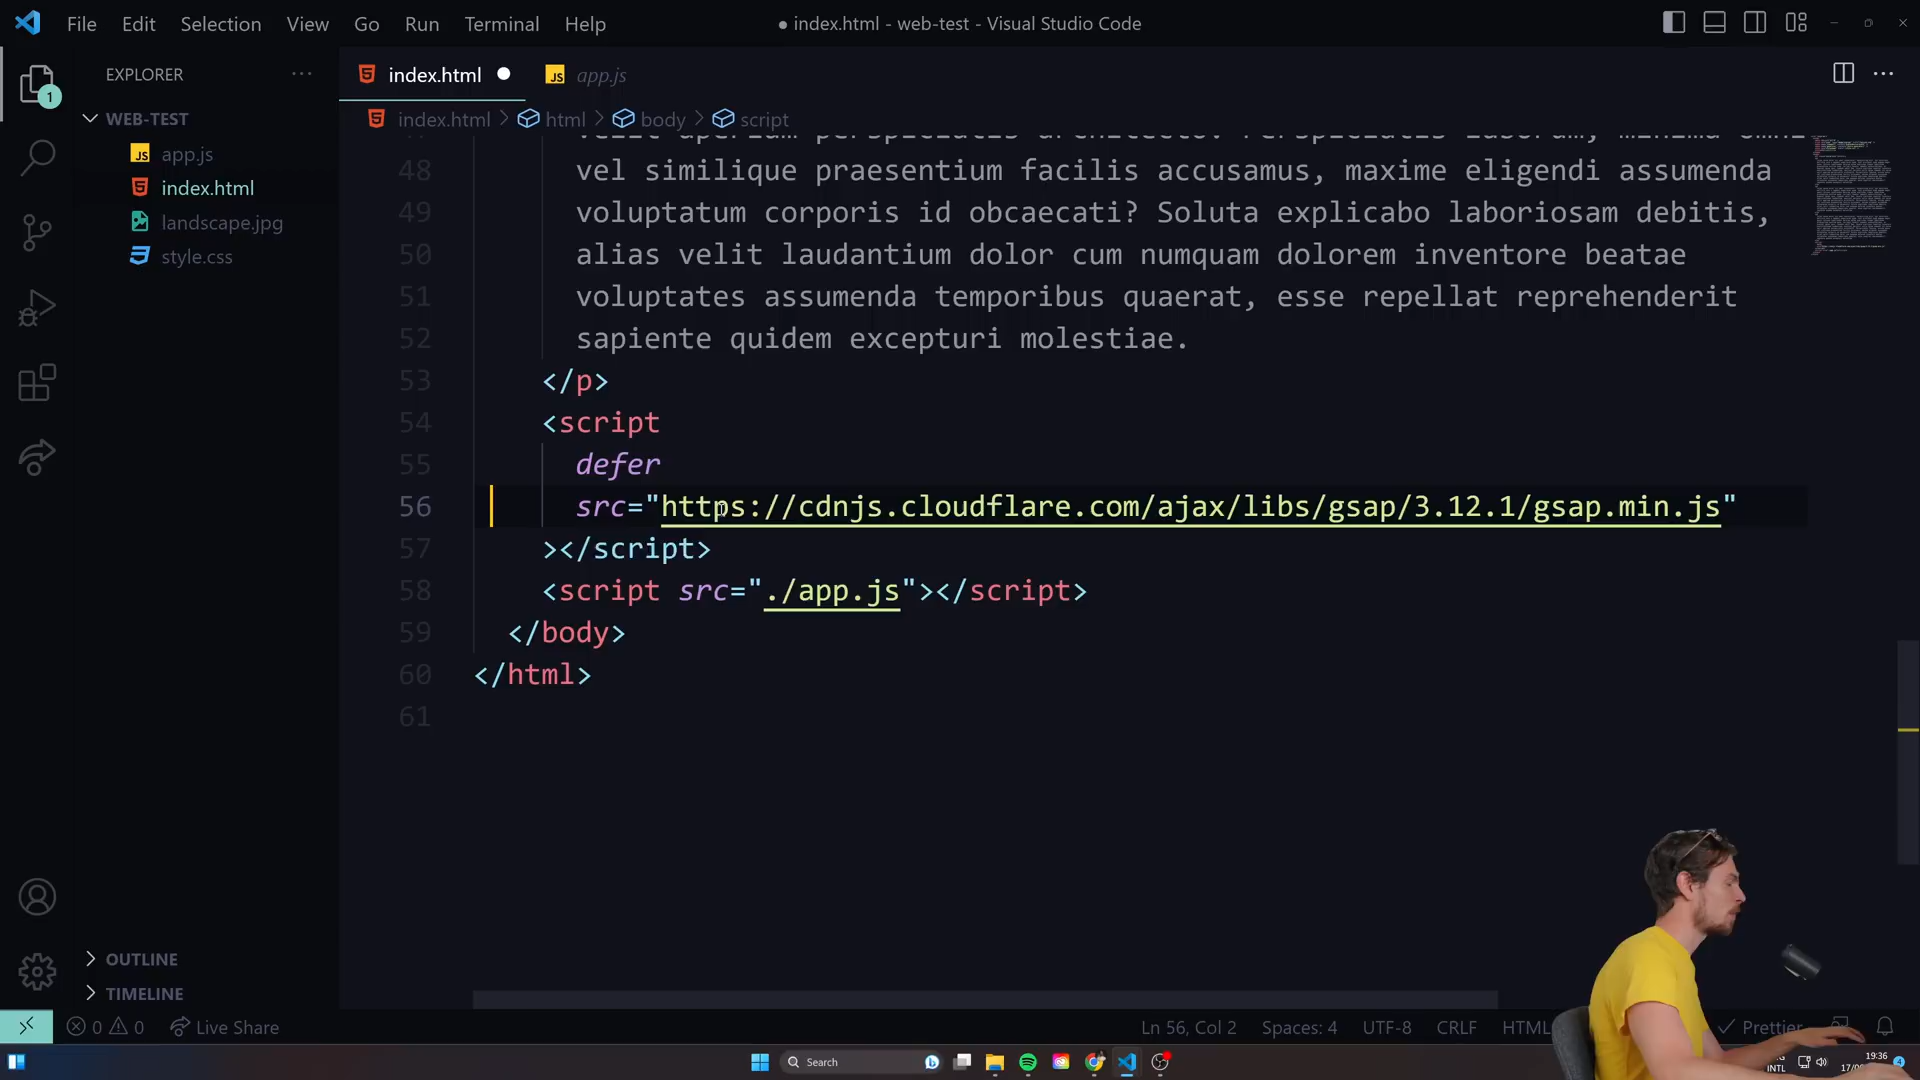 File Edit Selection View Go Run Terminal Help
● index.html - web-test - Visual Studio Code
EXPLORER
1
index.html
app.js
index.html > html > body > script
WEB-TEST
app.js
index.html
landscape.jpg
style.css
48 vel similique praesentium facilis accusamus, maxime eligendi assumenda
49 voluptatum corporis id obcaecati? Soluta explicabo laboriosam debitis,
50 alias velit laudantium dolor cum numquam dolorem inventore beatae
51 voluptates assumenda temporibus quaerat, esse repellat reprehenderit
52 sapiente quidem excepturi molestiae.
53 </p>
54 <script
55 defer
56 src="https://cdnjs.cloudflare.com/ajax/libs/gsap/3.12.1/gsap.min.js"
57 ></script>
58 <script src="./app.js"></script>
59 </body>
60 </html>
61
OUTLINE
TIMELINE
0 0 Live Share
Ln 56, Col 2 Spaces: 4 UTF-8 CRLF HTML Prettier
Search
INTL
19:36
4